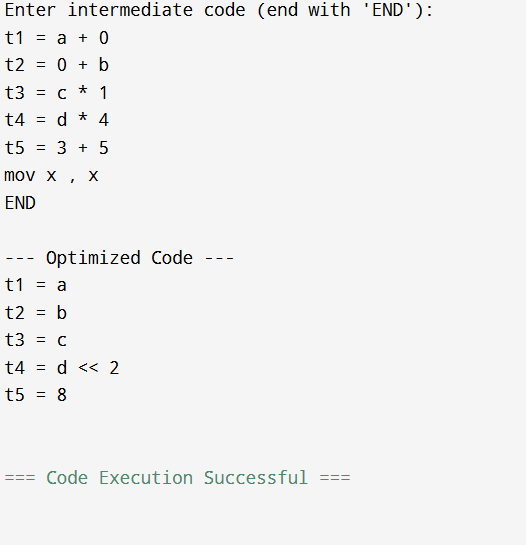 Enter intermediate code (end with 'END'):
t1 = a + 0
t2 = 0 + b
t3 = c * 1
t4 = d * 4
t5 = 3 + 5
mov x , x
END
--- Optimized Code ---
t1 = a
t2 = b
t3 = c
t4 = d << 2
t5 = 8
=== Code Execution Successful ===